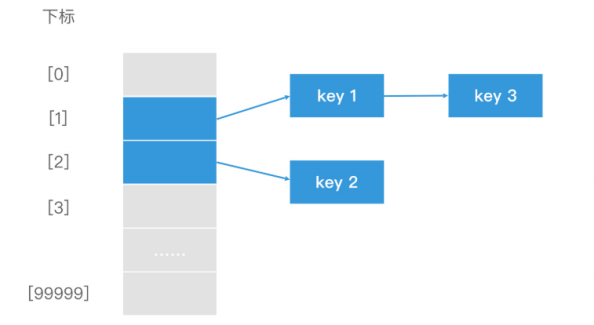 下标
[0]
[1]
key 1
key 3
[2]
key 2
[3]
......
[99999]